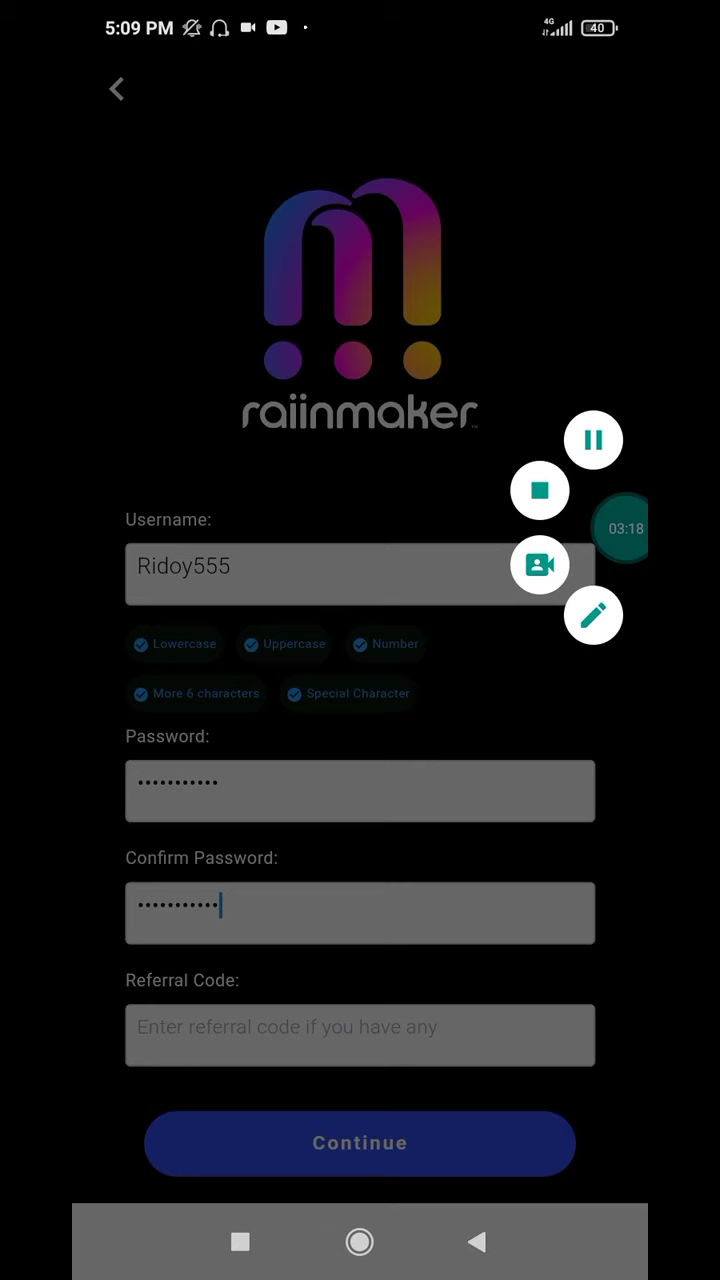 5:09 PM
4G
40
raiinmaker
03:18
Username:
Ridoy555
Lowercase Uppercase Number
More 6 characters Special Character
Password:
•••••••••••
Confirm Password:
•••••••••••
Referral Code:
Enter referral code if you have any
Continue